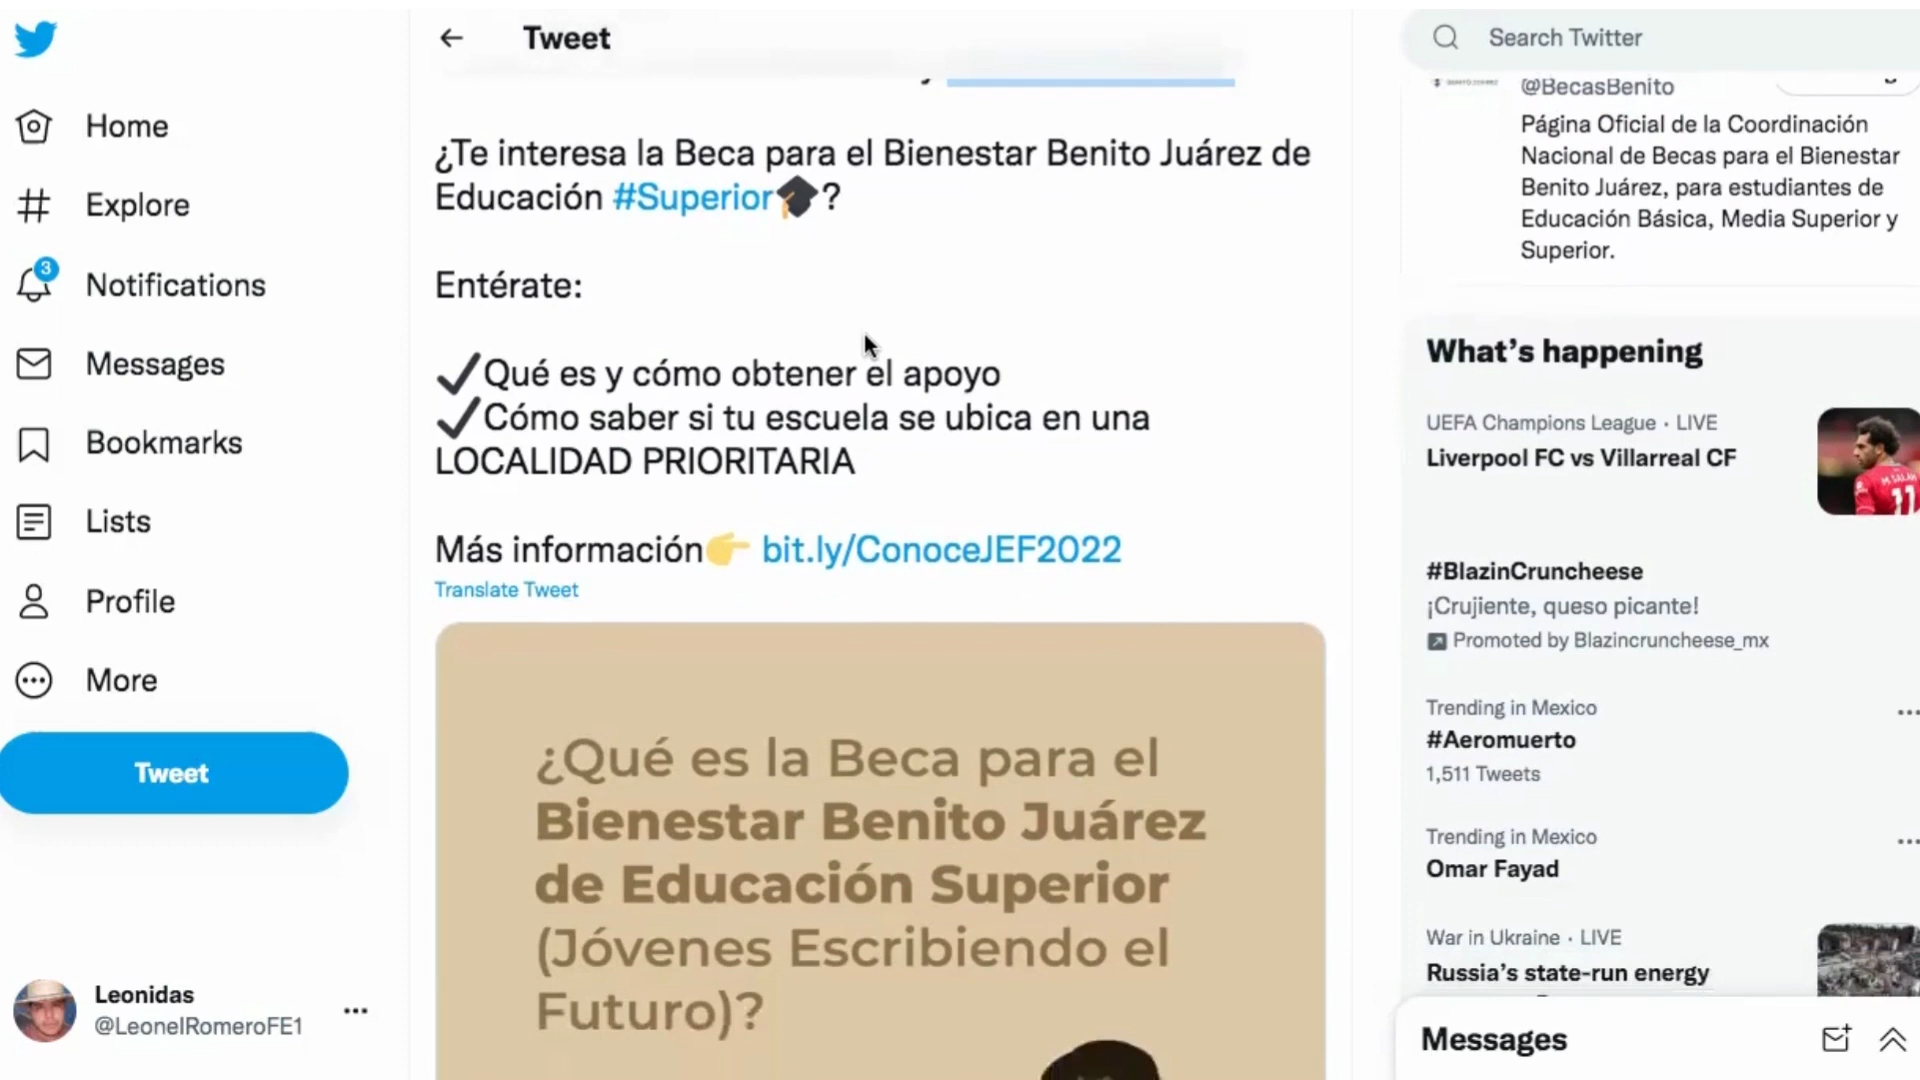 Home
Explore
3
Notifications
Messages
Bookmarks
Lists
Profile
More
Tweet
Leonidas
@LeonelRomeroFE1
Tweet
¿Te interesa la Beca para el Bienestar Benito Juárez de
Educación #Superior🎓?
Entérate:
✔Qué es y cómo obtener el apoyo
✔Cómo saber si tu escuela se ubica en una
LOCALIDAD PRIORITARIA
Más información👉 bit.ly/ConoceJEF2022
Translate Tweet
¿Qué es la Beca para el
Bienestar Benito Juárez
de Educación Superior
(Jóvenes Escribiendo el
Futuro)?
Search Twitter
@BecasBenito
Página Oficial de la Coordinación
Nacional de Becas para el Bienestar
Benito Juárez, para estudiantes de
Educación Básica, Media Superior y
Superior.
What's happening
UEFA Champions League · LIVE
Liverpool FC vs Villarreal CF
M. SALAH
11
#BlazinCruncheese
¡Crujiente, queso picante!
Promoted by Blazincruncheese_mx
Trending in Mexico
#Aeromuerto
1,511 Tweets
Trending in Mexico
Omar Fayad
War in Ukraine · LIVE
Russia's state-run energy
Messages